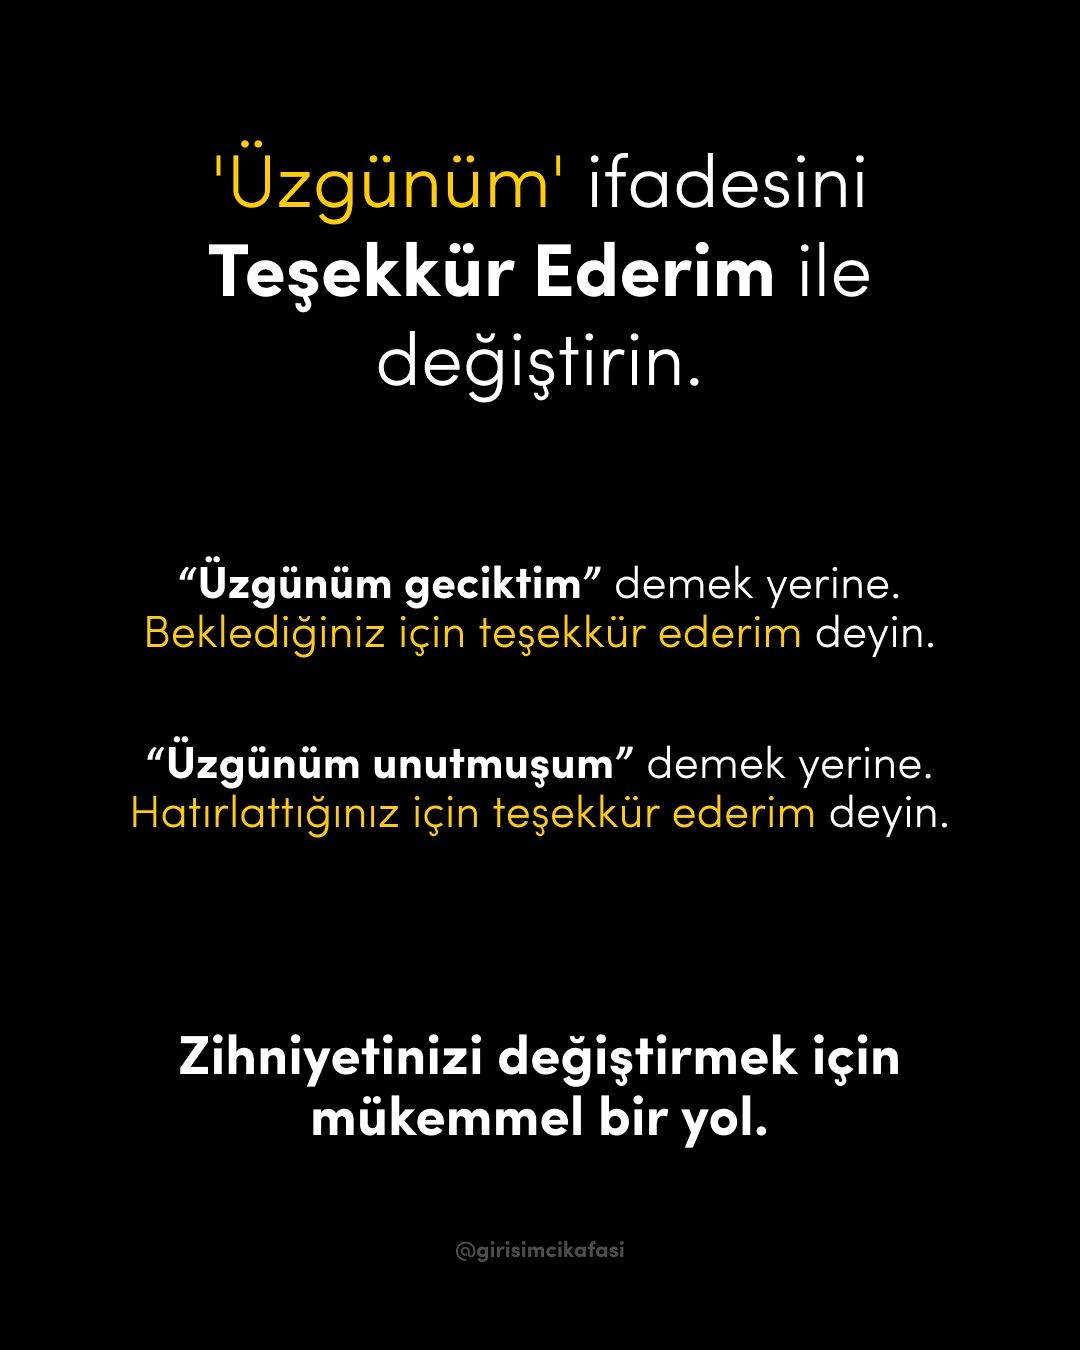 'Üzgünüm' ifadesini
Teşekkür Ederim ile
değiştirin.
“Üzgünüm geciktim” demek yerine.
Beklediğiniz için teşekkür ederim deyin.
“Üzgünüm unutmuşum” demek yerine.
Hatırlattığınız için teşekkür ederim deyin.
Zihniyetinizi değiştirmek için
mükemmel bir yol.
@girisimcikafasi